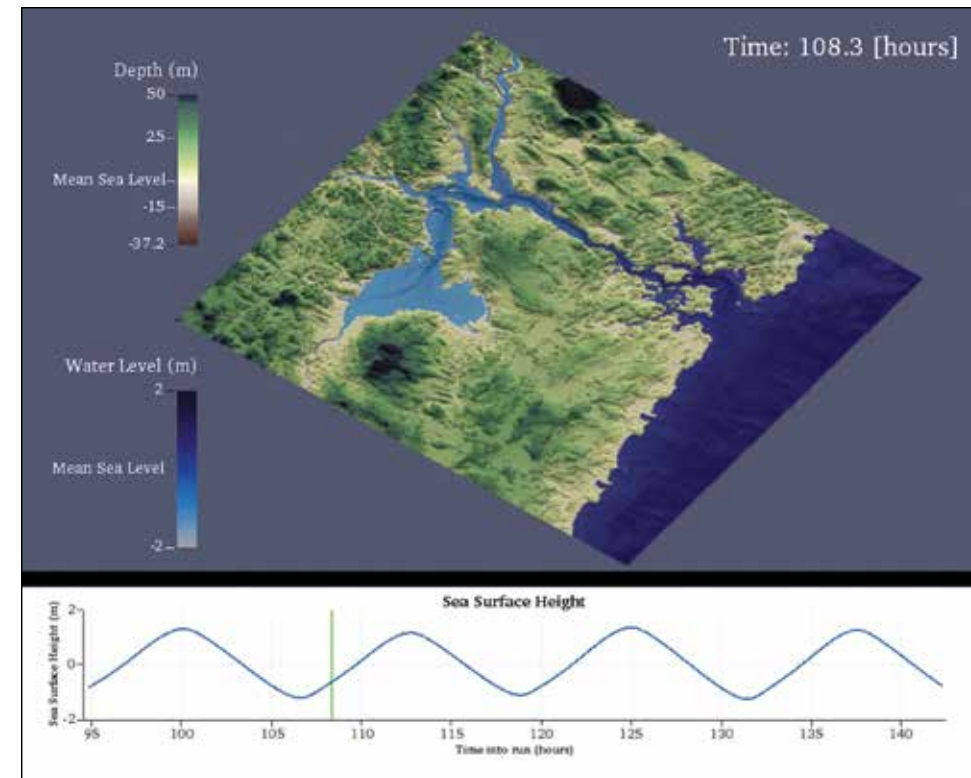 Time: 108.3 [hours]
Depth (m)
50
25
Mean Sea Level
-15
-37.2
Water Level (m)
2
Mean Sea Level
-2
Sea Surface Height
Sea Surface Height (m)
2
0
-2
95 100 105 110 115 120 125 130 135 140
Time into run (hours)